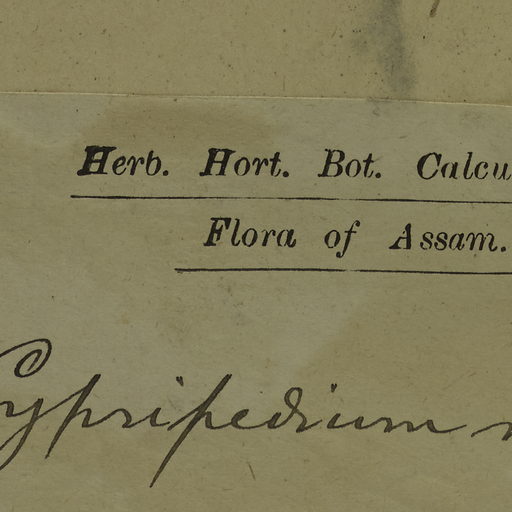 Herb. Hort. Bot. Calcu
Flora of Assam.
Cypripedium